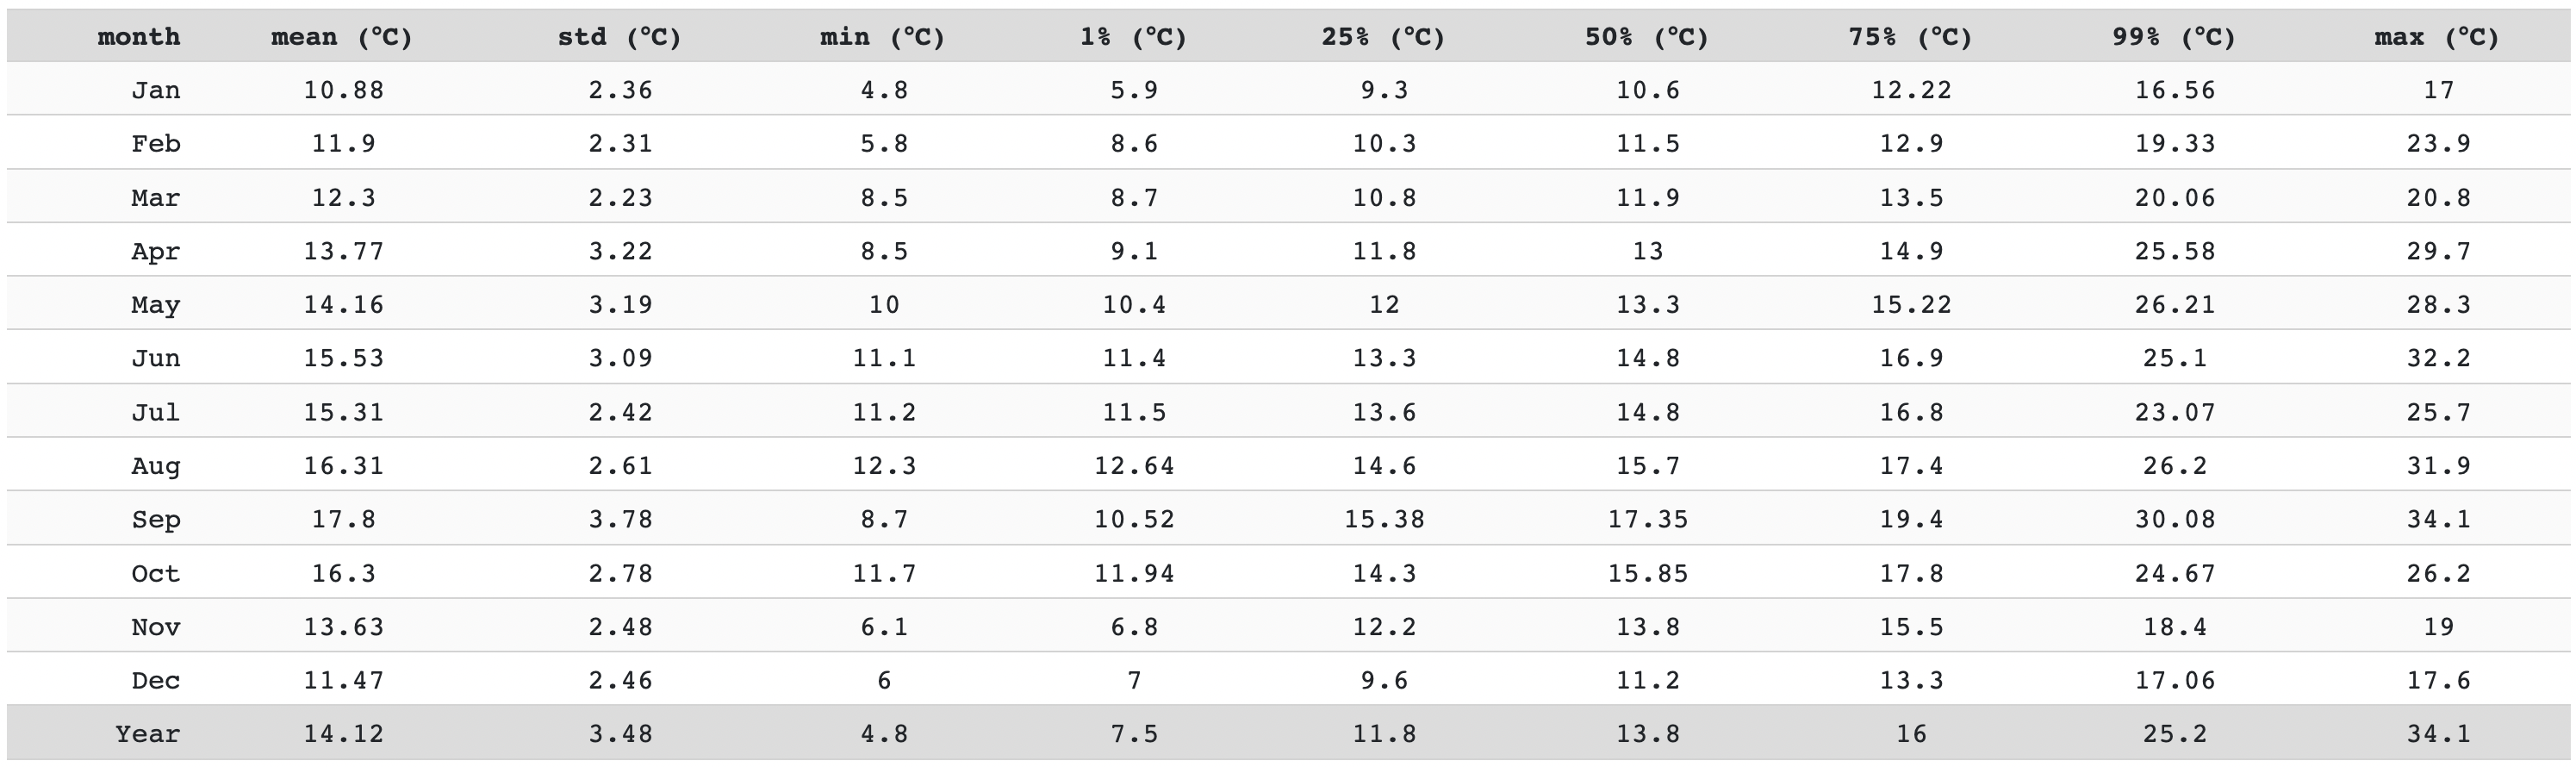 month mean (°C) std (°C) min (°C) 1% (°C) 25% (°C) 50% (°C) 75% (°C) 99% (°C) max (°C)
Jan 10.88 2.36 4.8 5.9 9.3 10.6 12.22 16.56 17
Feb 11.9 2.31 5.8 8.6 10.3 11.5 12.9 19.33 23.9
Mar 12.3 2.23 8.5 8.7 10.8 11.9 13.5 20.06 20.8
Apr 13.77 3.22 8.5 9.1 11.8 13 14.9 25.58 29.7
May 14.16 3.19 10 10.4 12 13.3 15.22 26.21 28.3
Jun 15.53 3.09 11.1 11.4 13.3 14.8 16.9 25.1 32.2
Jul 15.31 2.42 11.2 11.5 13.6 14.8 16.8 23.07 25.7
Aug 16.31 2.61 12.3 12.64 14.6 15.7 17.4 26.2 31.9
Sep 17.8 3.78 8.7 10.52 15.38 17.35 19.4 30.08 34.1
Oct 16.3 2.78 11.7 11.94 14.3 15.85 17.8 24.67 26.2
Nov 13.63 2.48 6.1 6.8 12.2 13.8 15.5 18.4 19
Dec 11.47 2.46 6 7 9.6 11.2 13.3 17.06 17.6
Year 14.12 3.48 4.8 7.5 11.8 13.8 16 25.2 34.1